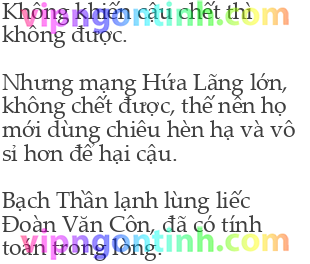 Không khiến cậu chết thì
không được.
Nhưng mạng Hứa Lãng lớn,
không chết được, thế nên họ
mới dùng chiêu hèn hạ và vô
sỉ hơn để hại cậu.
Bạch Thần lạnh lùng liếc
Đoàn Văn Côn, đã có tính
toán trong lòng.
vipngontinh.com
vipngontinh.com